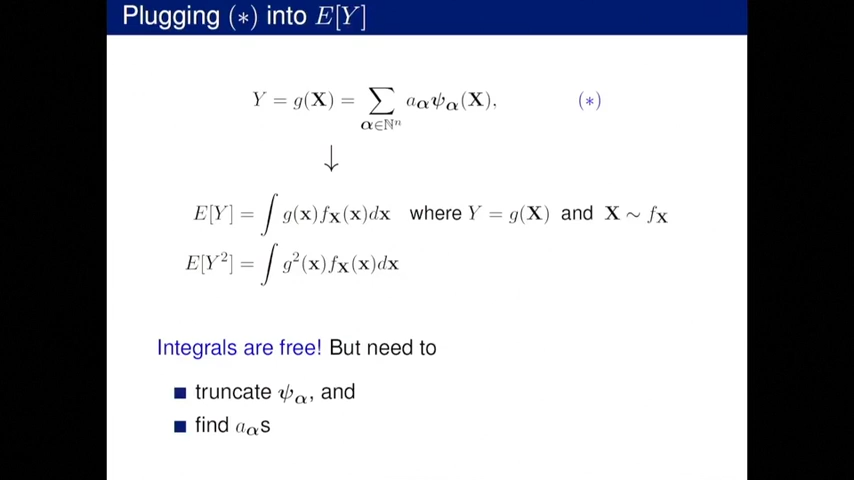 Plugging (∗) into E[Y]
Y = g(X) = ∑_{α∈ℕⁿ} a_α ψ_α(X), (∗)
↓
E[Y] = ∫ g(x) f_X(x) dx where Y = g(X) and X ∼ f_X
E[Y²] = ∫ g²(x) f_X(x) dx
Integrals are free! But need to
truncate ψ_α, and
find a_αs